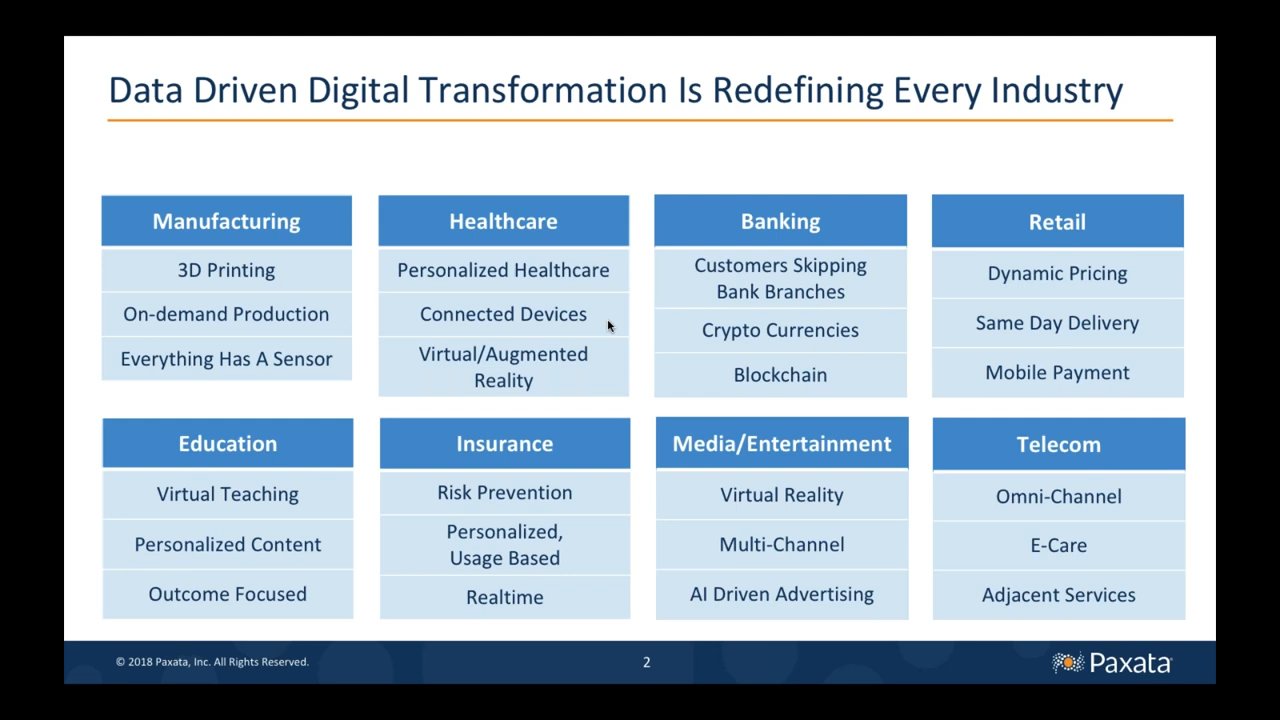 Data Driven Digital Transformation Is Redefining Every Industry
Manufacturing
3D Printing
On-demand Production
Everything Has A Sensor
Healthcare
Personalized Healthcare
Connected Devices
Virtual/Augmented
Reality
Banking
Customers Skipping
Bank Branches
Crypto Currencies
Blockchain
Retail
Dynamic Pricing
Same Day Delivery
Mobile Payment
Education
Virtual Teaching
Personalized Content
Outcome Focused
Insurance
Risk Prevention
Personalized,
Usage Based
Realtime
Media/Entertainment
Virtual Reality
Multi-Channel
AI Driven Advertising
Telecom
Omni-Channel
E-Care
Adjacent Services
© 2018 Paxata, Inc. All Rights Reserved.
2
Paxata